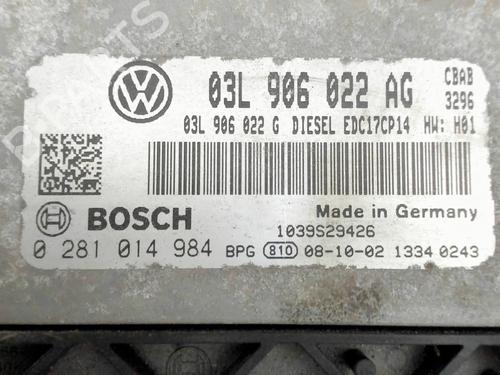 03L 906 022 AG CBAB
3296
03L 906 022 G DIESEL EDC17CP14 HW: H01
BOSCH Made in Germany
1039S29426
0 281 014 984 BPG 810 08-10-02 1334 0243